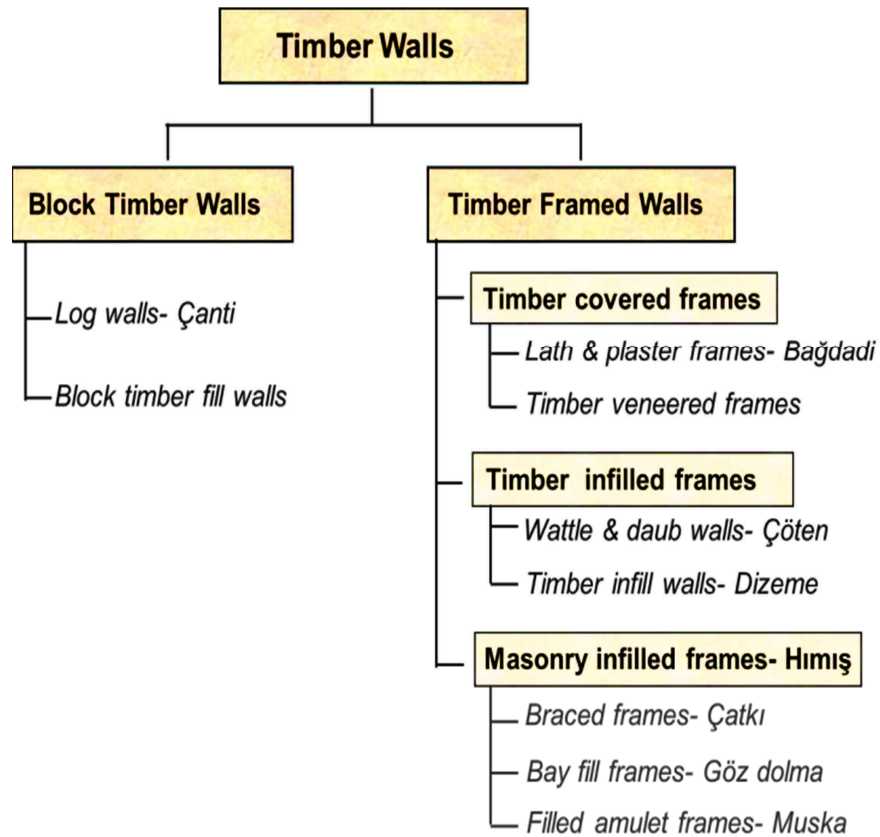 Timber Walls
Block Timber Walls
Log walls- Çanti
Block timber fill walls
Timber Framed Walls
Timber covered frames
Lath & plaster frames- Bağdadi
Timber veneered frames
Timber infilled frames
Wattle & daub walls- Çöten
Timber infill walls- Dizeme
Masonry infilled frames- Hımış
Braced frames- Çatkı
Bay fill frames- Göz dolma
Filled amulet frames- Muska